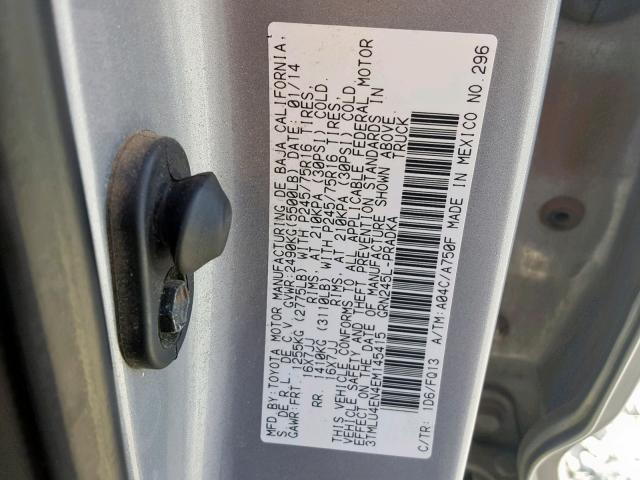 MFD.BY: TOYOTA MOTOR MANUFACTURING DE BAJA CALIFORNIA,
S. DE R.L. DE C.V. GVWR:2490KG(5500LB) DATE: 01/14
GAWR:FRT. 1255KG (2775LB) WITH P245/75R16 TIRES,
16X7JJ RIMS, AT 210KPA (30PSI) COLD.
RR. 1410KG (3110LB) WITH P245/75R16 TIRES,
16X7JJ RIMS, AT 210KPA (30PSI) COLD.
THIS VEHICLE CONFORMS TO ALL APPLICABLE FEDERAL MOTOR
VEHICLE SAFETY AND THEFT PREVENTION STANDARDS IN
EFFECT ON THE DATE OF MANUFACTURE SHOWN ABOVE.
3TMLU4EN4EM145415 TRUCK
GRN245L-PRADKA
C/TR: 1D6/FQ13 A/TM: A04C/A750F MADE IN MEXICO NO. 296